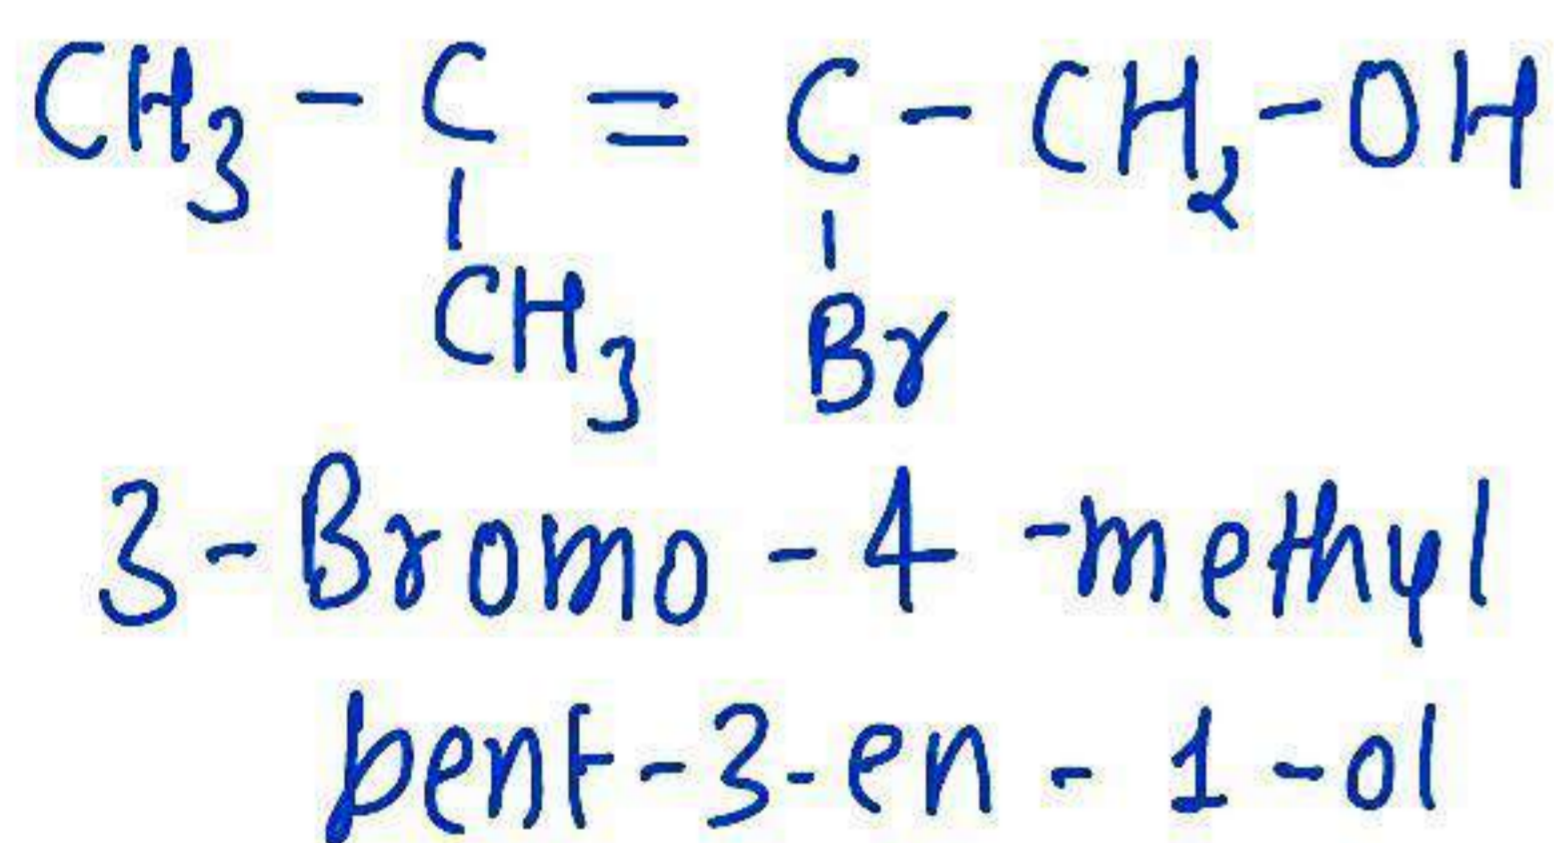 CH₃ - C = C - CH₂ - OH
CH₃ Br
3-Bromo-4-methyl
pent-3-en-1-ol